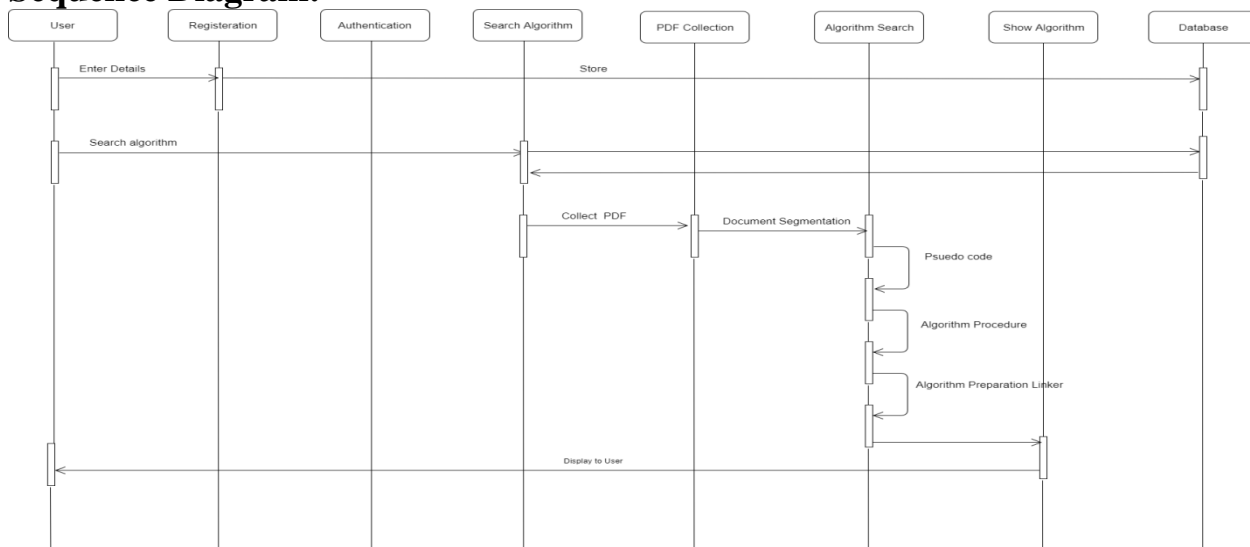 Sequence Diagram:
User
Registeration
Authentication
Search Algorithm
PDF Collection
Algorithm Search
Show Algorithm
Database
Enter Details
Store
Search algorithm
Collect PDF
Document Segmentation
Psuedo code
Algorithm Procedure
Algorithm Preparation Linker
Display to User